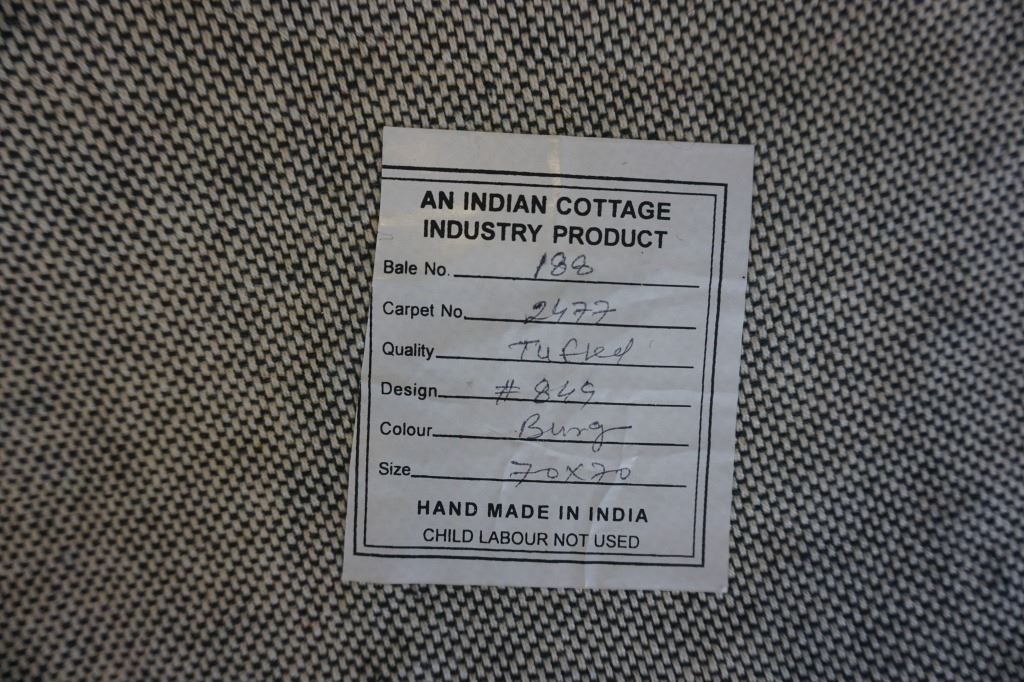 AN INDIAN COTTAGE
INDUSTRY PRODUCT
Bale No. 188
Carpet No. 2477
Quality Tufted
Design # 849
Colour Burg
Size 70x70
HAND MADE IN INDIA
CHILD LABOUR NOT USED